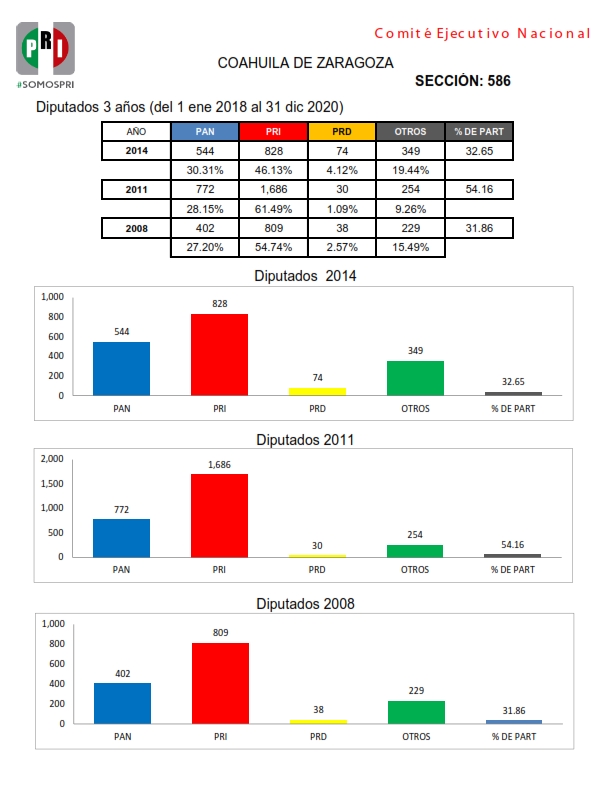 Comité Ejecutivo Nacional
PRI
#SOMOSPRI
COAHUILA DE ZARAGOZA
SECCIÓN: 586
Diputados 3 años (del 1 ene 2018 al 31 dic 2020)
AÑO PAN PRI PRD OTROS % DE PART
2014 544 828 74 349 32.65
30.31% 46.13% 4.12% 19.44%
2011 772 1,686 30 254 54.16
28.15% 61.49% 1.09% 9.26%
2008 402 809 38 229 31.86
27.20% 54.74% 2.57% 15.49%
Diputados 2014
1,000
800
600
400
200
0
544 828 74 349 32.65
PAN PRI PRD OTROS % DE PART
Diputados 2011
2,000
1,500
1,000
500
0
772 1,686 30 254 54.16
PAN PRI PRD OTROS % DE PART
Diputados 2008
1,000
800
600
400
200
0
402 809 38 229 31.86
PAN PRI PRD OTROS % DE PART